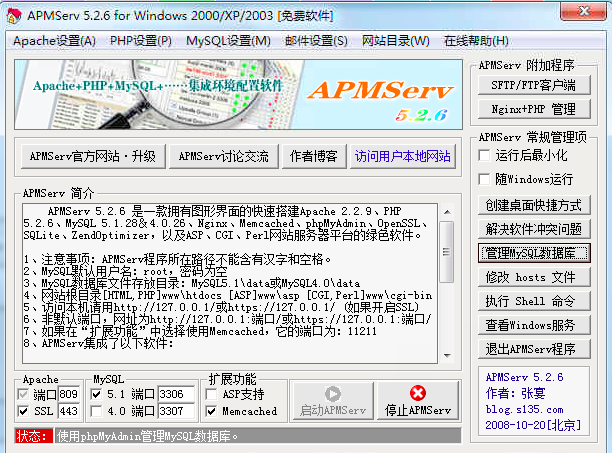 APMServ 5.2.6 for Windows 2000/XP/2003 [免费软件]
Apache设置(A) PHP设置(P) MySQL设置(M) 邮件设置(S) 网站目录(W) 在线帮助(H)
Apache+PHP+MySQL+……集成环境配置软件
APMServ
5.2.6
APMServ官方网站·升级 APMServ讨论交流 作者博客 访问用户本地网站
APMServ 简介
APMServ 5.2.6 是一款拥有图形界面的快速搭建Apache 2.2.9、PHP
5.2.6、MySQL 5.1.28&4.0.26、Nginx、Memcached、phpMyAdmin、OpenSSL、
SQLite、ZendOptimizer，以及ASP、CGI、Perl网站服务器平台的绿色软件。
1、注意事项：APMServ程序所在路径不能含有汉字和空格。
2、MySQL默认用户名：root，密码为空
3、MySQL数据库文件存放目录：MySQL5.1\data或MySQL4.0\data
4、网站根目录[HTML,PHP]www\htdocs [ASP]www\asp [CGI,Perl]www\cgi-bin
5、访问本机请用http://127.0.0.1/或https://127.0.0.1/ (如果开启SSL)
6、非默认端口，网址为http://127.0.0.1:端口/或https://127.0.0.1:端口/
7、如果在“扩展功能”中选择使用Memcached，它的端口为：11211
8、APMServ集成了以下软件：
Apache
端口 809
SSL 443
MySQL
5.1 端口 3306
4.0 端口 3307
扩展功能
ASP支持
Memcached
启动APMServ
停止APMServ
状态： 使用phpMyAdmin管理MySQL数据库。
APMServ 附加程序
SFTP/FTP客户端
Nginx+PHP 管理
APMServ 常规管理项
运行后最小化
随Windows运行
创建桌面快捷方式
解决软件冲突问题
管理MySQL数据库
修改 hosts 文件
执行 Shell 命令
查看Windows服务
退出APMServ程序
APMServ 5.2.6
作者：张宴
blog.s135.com
2008-10-20[北京]